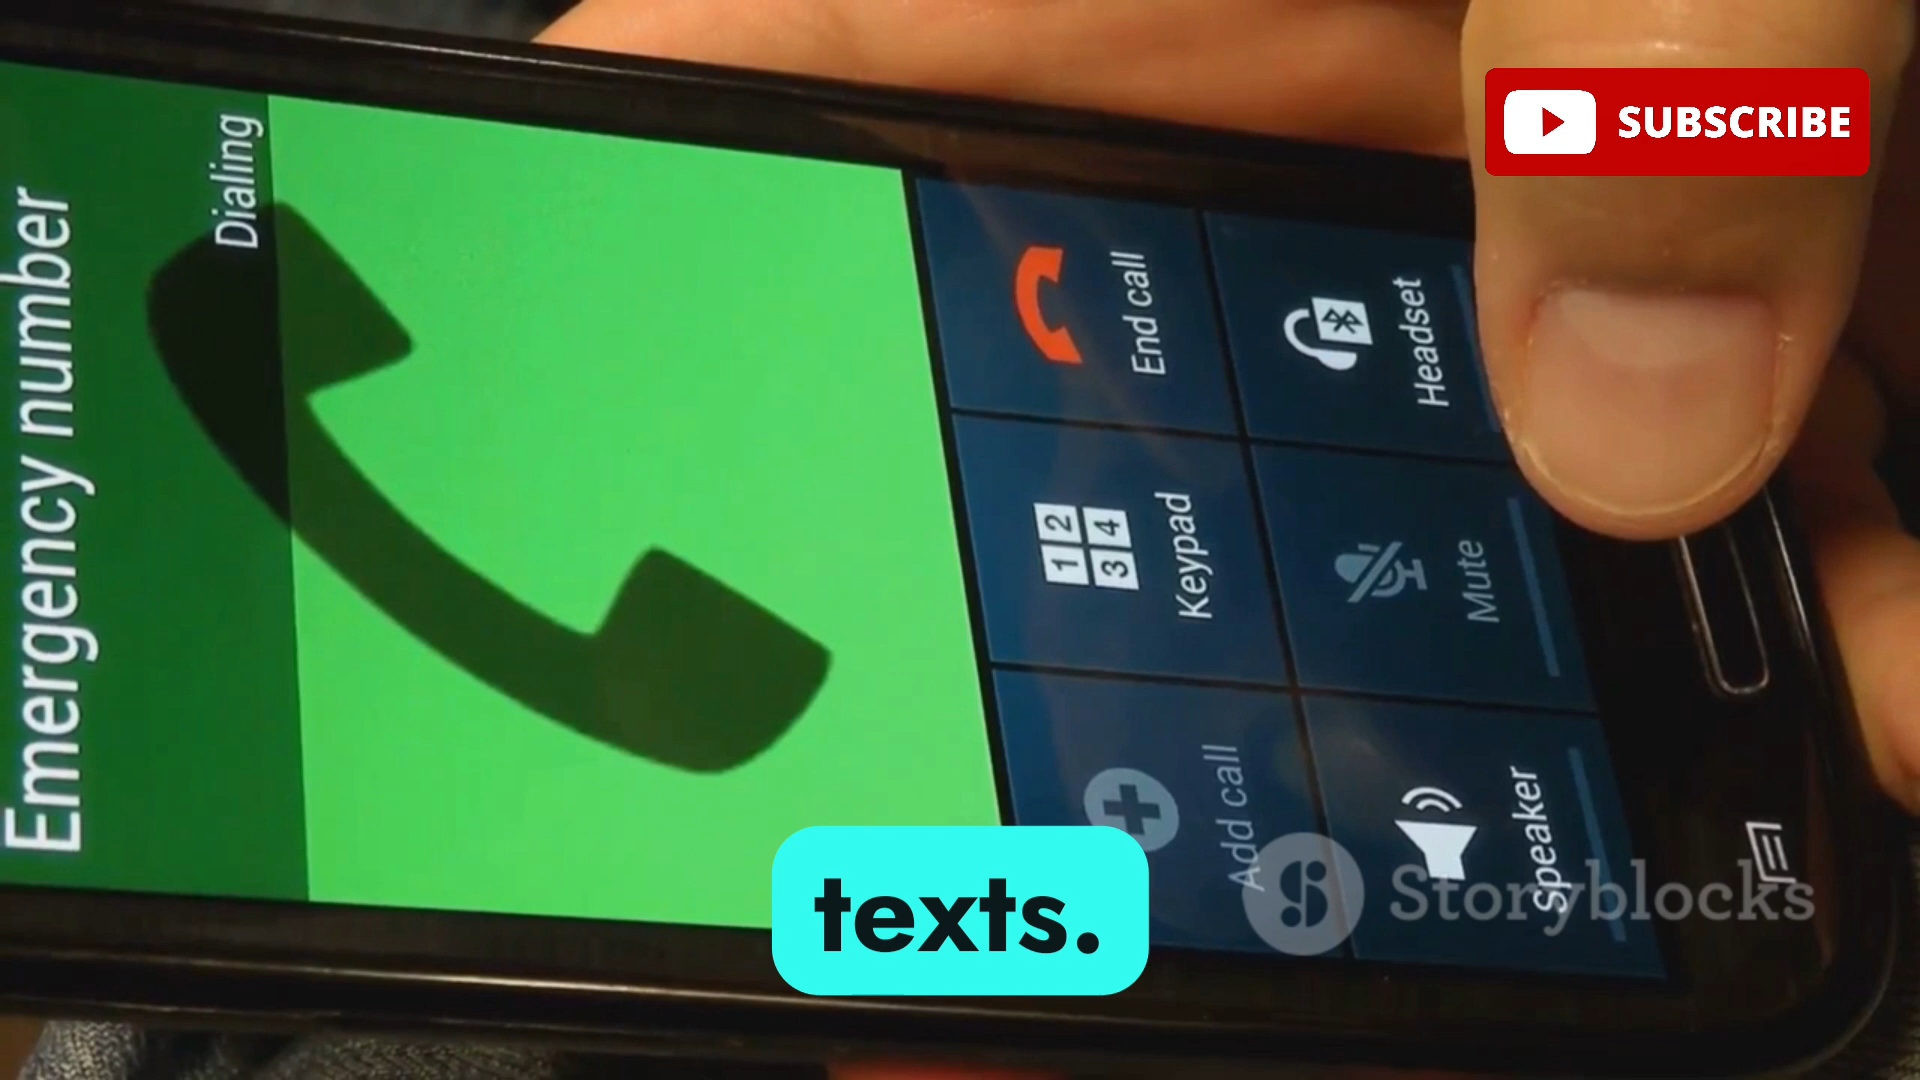 Emergency number
Dialing
End call
Keypad
Add call
Headset
Mute
Speaker
1 2
3 4
SUBSCRIBE
texts.
Storyblocks